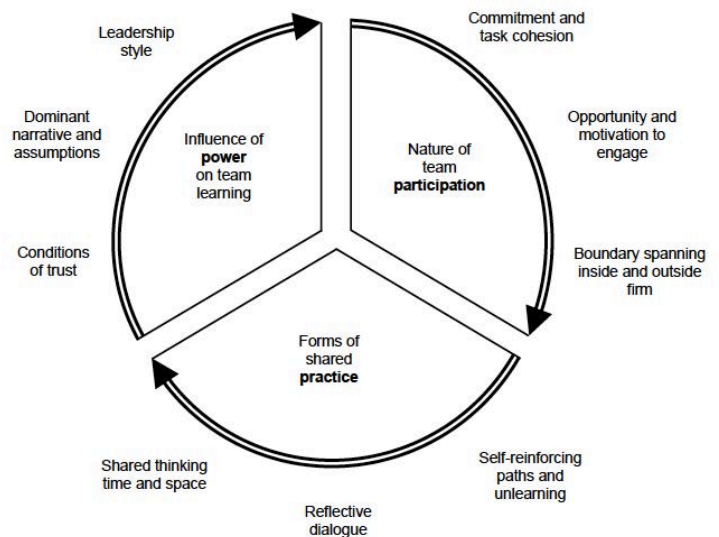 Leadership
style
Commitment and
task cohesion
Dominant
narrative and
assumptions
Influence of
power
on team
learning
Nature of
team
participation
Opportunity and
motivation to
engage
Conditions
of trust
Boundary spanning
inside and outside
firm
Forms of
shared
practice
Shared thinking
time and space
Reflective
dialogue
Self-reinforcing
paths and
unlearning